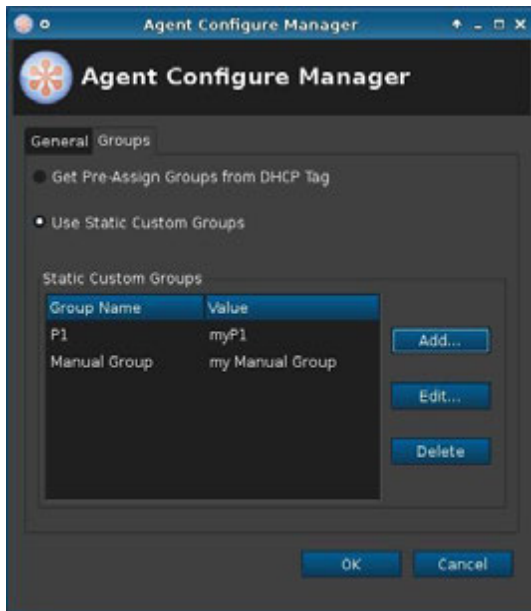 Agent Configure Manager
Agent Configure Manager
General Groups
Get Pre-Assign Groups from DHCP Tag
Use Static Custom Groups
Static Custom Groups
Group Name Value
P1 myP1
Manual Group my Manual Group
Add...
Edit...
Delete
OK Cancel